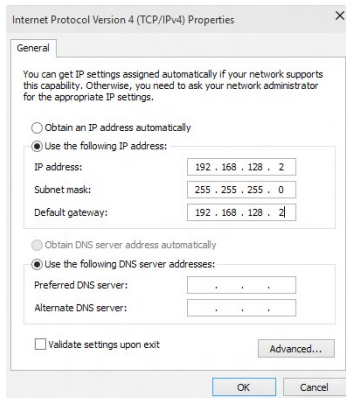 Internet Protocol Version 4 (TCP/IPv4) Properties
General
You can get IP settings assigned automatically if your network supports
this capability. Otherwise, you need to ask your network administrator
for the appropriate IP settings.
Obtain an IP address automatically
Use the following IP address:
IP address: 192 . 168 . 128 . 2
Subnet mask: 255 . 255 . 255 . 0
Default gateway: 192 . 168 . 128 . 2
Obtain DNS server address automatically
Use the following DNS server addresses:
Preferred DNS server: . . .
Alternate DNS server: . . .
Validate settings upon exit
Advanced...
OK Cancel